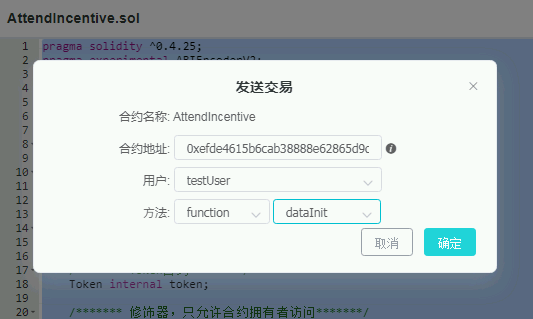 AttendIncentive.sol
1 pragma solidity ^0.4.25;
2
3
4
5
6
7
8
9
10
11
12
13
14
15
16
17
18 Token internal token;
19
20 /******* 修饰器，只允许合约拥有者访问*******/
发送交易
合约名称: AttendIncentive
合约地址: 0xefde4615b6cab38888e62865d9c
用户: testUser
方法: function dataInit
取消 确定